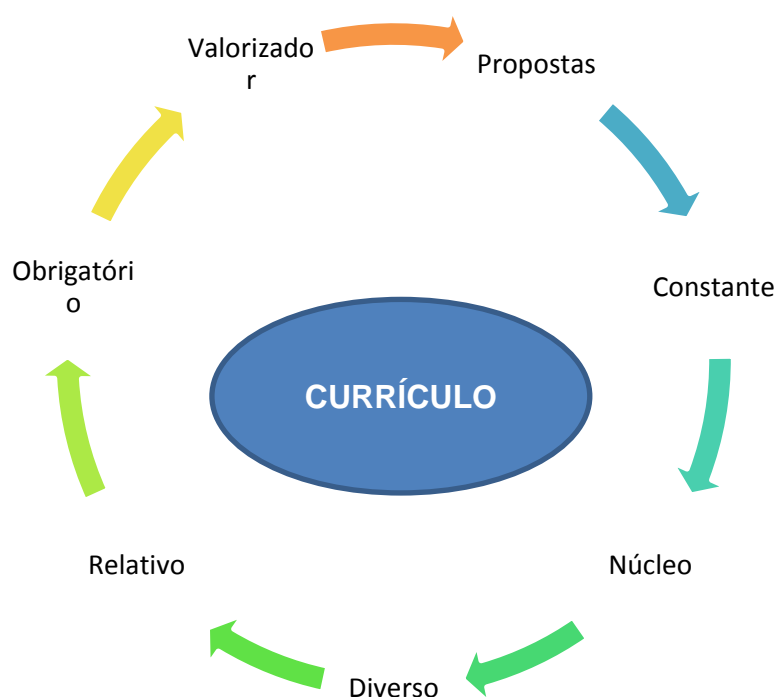 Valorizado
r
Propostas
Constante
Núcleo
Diverso
Relativo
Obrigatóri
o
CURRÍCULO